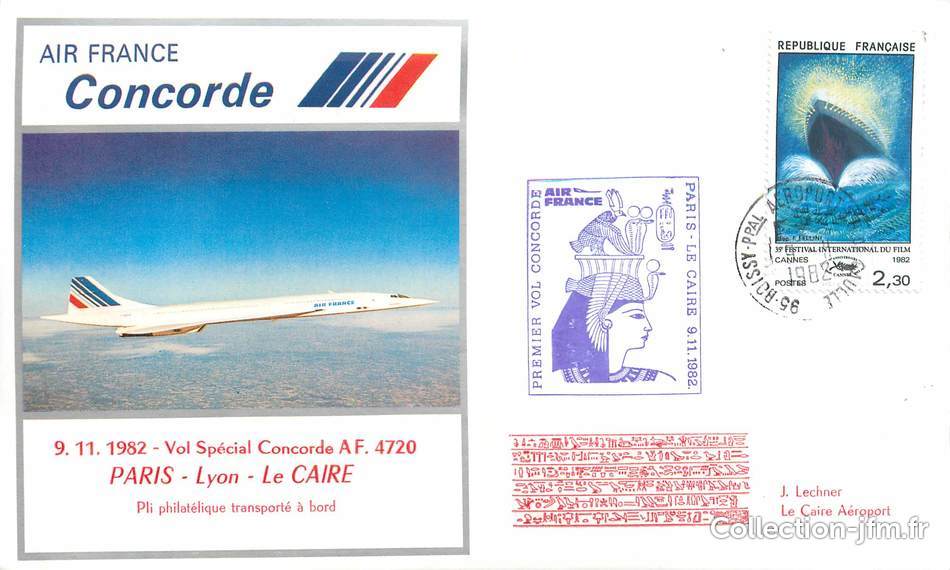 AIR FRANCE
Concorde
AIR FRANCE
9. 11. 1982 - Vol Spécial Concorde AF. 4720
PARIS - Lyon - Le CAIRE
Pli philatélique transporté à bord
PREMIER VOL CONCORDE
AIR
FRANCE
PARIS - LE CAIRE 9.11.1982.
REPUBLIQUE FRANÇAISE
35e FESTIVAL INTERNATIONAL DU FILM
CANNES 1982
CANNES
POSTES 2,30
95-ROISSY-PPAL
1982
J. Lechner
Le Caire Aéroport
Collection-jfm.fr